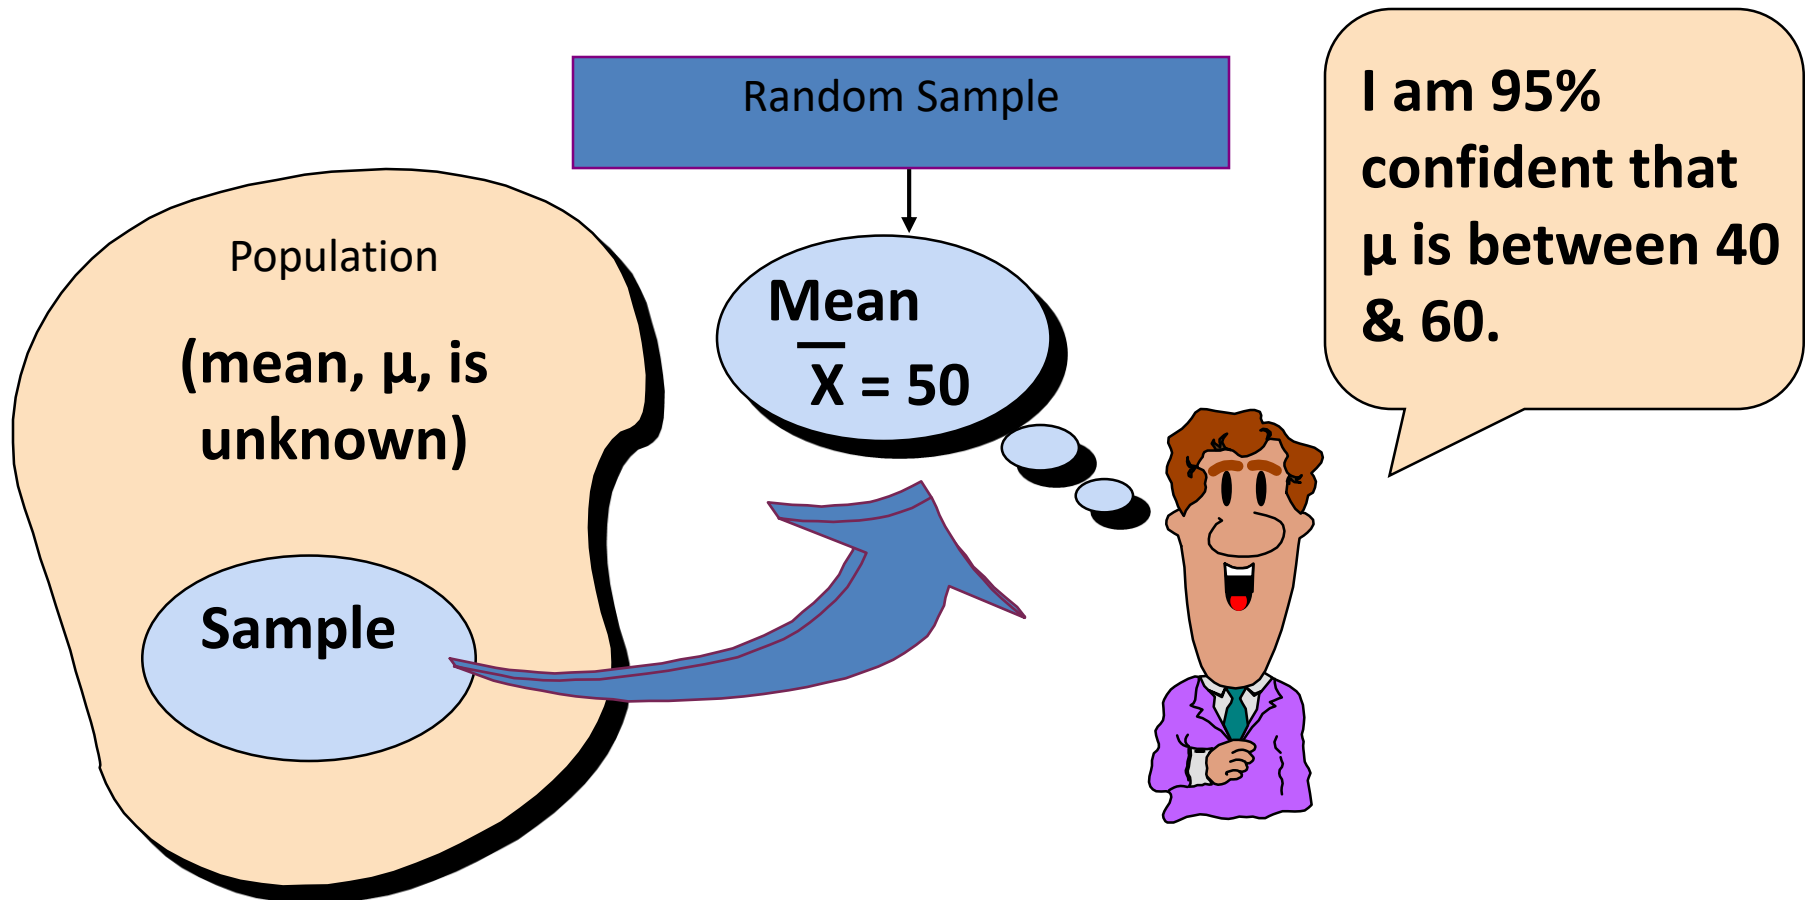 Random Sample
Population
(mean, μ, is
unknown)
Sample
Mean
X̅ = 50
I am 95%
confident that
μ is between 40
& 60.